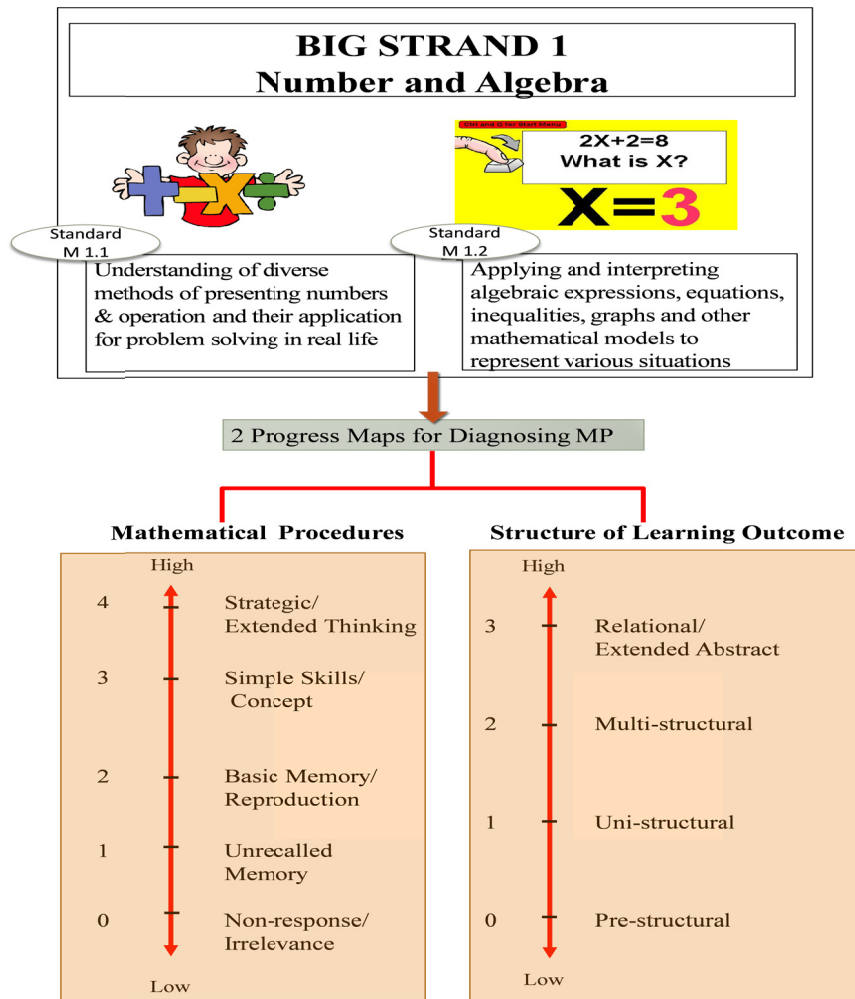 BIG STRAND 1
Number and Algebra
Ctrl and G for Start Menu
2X+2=8
What is X?
X=3
Standard
M 1.1
Understanding of diverse
methods of presenting numbers
& operation and their application
for problem solving in real life
Standard
M 1.2
Applying and interpreting
algebraic expressions, equations,
inequalities, graphs and other
mathematical models to
represent various situations
2 Progress Maps for Diagnosing MP
Mathematical Procedures
High
4 Strategic/
Extended Thinking
3 Simple Skills/
Concept
2 Basic Memory/
Reproduction
1 Unrecalled
Memory
0 Non-response/
Irrelevance
Low
Structure of Learning Outcome
High
3 Relational/
Extended Abstract
2 Multi-structural
1 Uni-structural
0 Pre-structural
Low